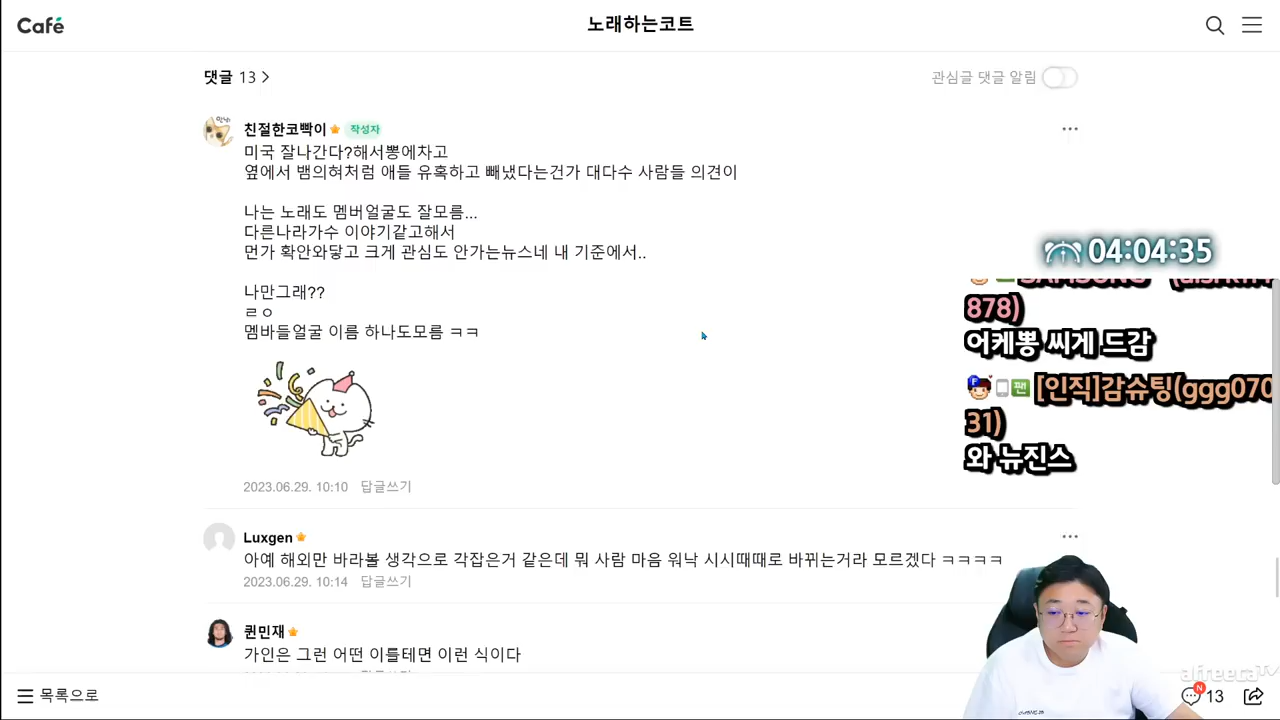 Café
노래하는코트
댓글 13
관심글 댓글 알림
친절한코빡이 작성자
미국 잘나간다?해서뽕에차고
옆에서 뱀의혀처럼 애들 유혹하고 빼냈다는건가 대다수 사람들 의견이
나는 노래도 멤버얼굴도 잘모름...
다른나라가수 이야기같고해서
먼가 확안와닿고 크게 관심도 안가는뉴스네 내 기준에서..
나만그래??
ㄹㅇ
멤바들얼굴 이름 하나도모름 ㅋㅋ
2023.06.29. 10:10 답글쓰기
Luxgen
아예 해외만 바라볼 생각으로 각잡은거 같은데 뭐 사람 마음 워낙 시시때때로 바뀌는거라 모르겠다 ㅋㅋㅋㅋ
2023.06.29. 10:14 답글쓰기
퀸민재
가인은 그런 어떤 이를테면 이런 식이다
목록으로
13
04:04:35
878)
어케뽕 씨게 드감
팬 [인직]감슈팅(ggg070
31)
와 뉴진스
afreecaTV